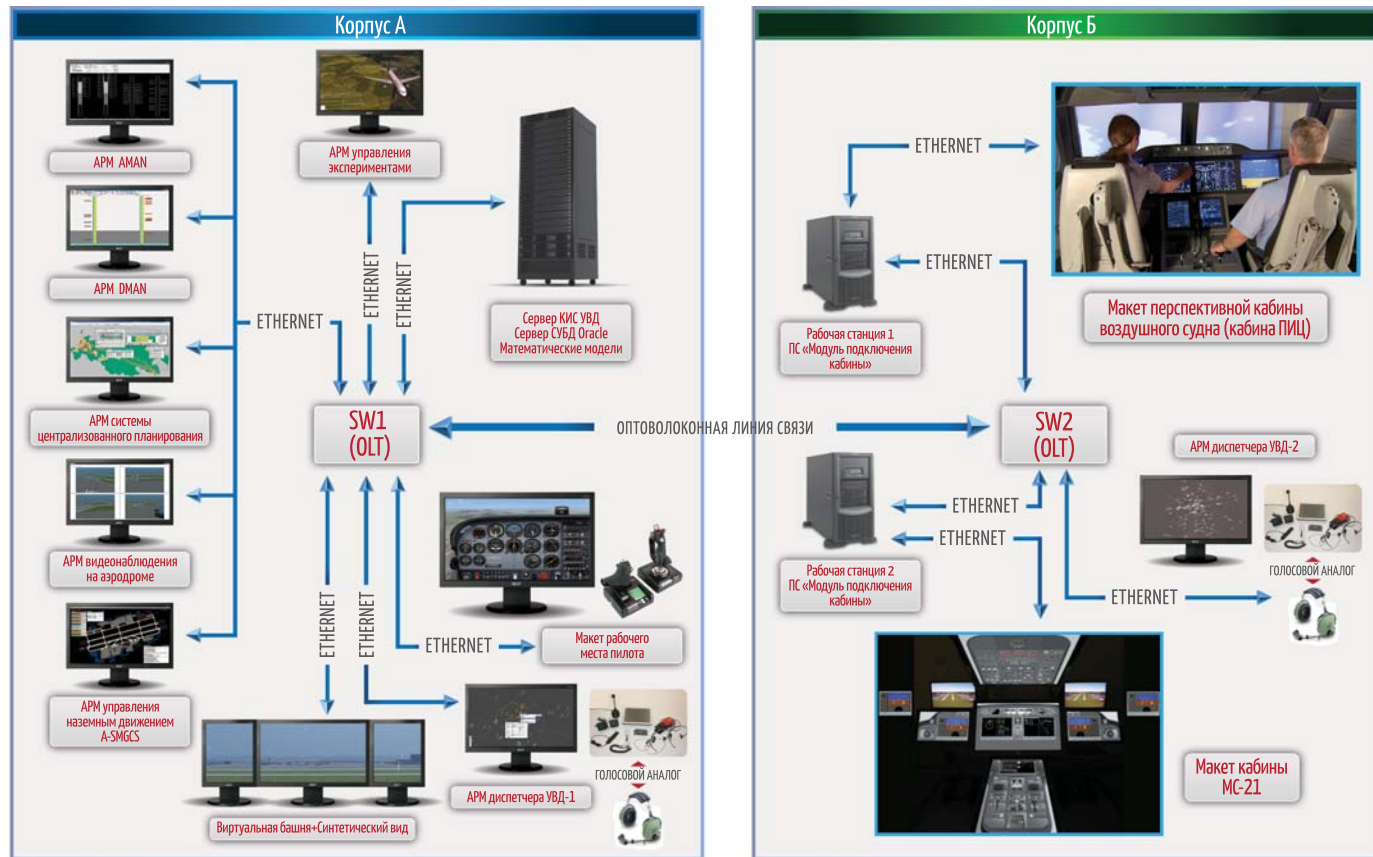 Корпус А
АРМ AMAN
АРМ DMAN
АРМ системы
централизованного планирования
АРМ видеонаблюдения
на аэродроме
АРМ управления
наземным движением
A-SMGCS
ETHERNET
АРМ управления
экспериментами
ETHERNET
ETHERNET
Сервер КИС УВД
Сервер СУБД Oracle
Математические модели
SW1
(OLT)
ОПТОВОЛОКОННАЯ ЛИНИЯ СВЯЗИ
ETHERNET
ETHERNET
ETHERNET
Макет рабочего
места пилота
АРМ диспетчера УВД-1
ГОЛОСОВОЙ АНАЛОГ
Виртуальная башня+Синтетический вид
Корпус Б
ETHERNET
ETHERNET
Рабочая станция 1
ПС «Модуль подключения
кабины»
Макет перспективной кабины
воздушного судна (кабина ПИЦ)
SW2
(OLT)
АРМ диспетчера УВД-2
ETHERNET
ETHERNET
Рабочая станция 2
ПС «Модуль подключения
кабины»
ГОЛОСОВОЙ АНАЛОГ
ETHERNET
Макет кабины
МС-21